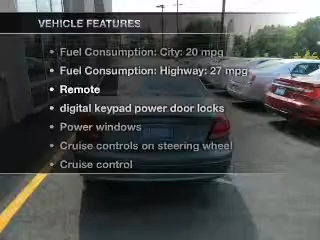 VEHICLE FEATURES
• Fuel Consumption: City: 20 mpg
• Fuel Consumption: Highway: 27 mpg
• Remote
• digital keypad power door locks
• Power windows
• Cruise controls on steering wheel
• Cruise control